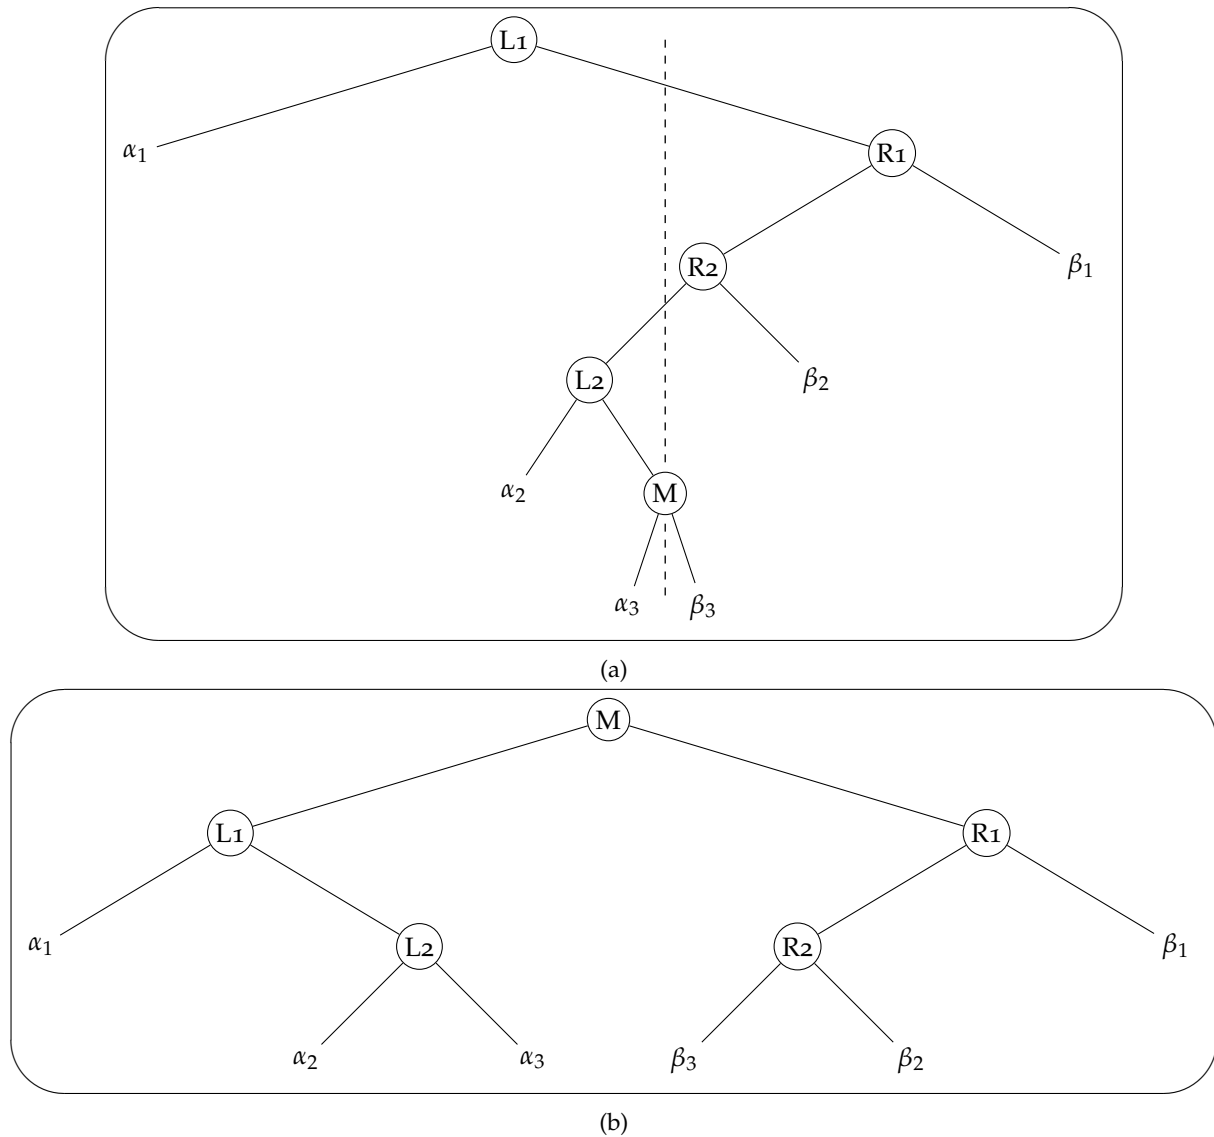 L1
α₁
R1
R2
β₁
L2
β₂
α₂
M
α₃ β₃
(a)
M
L1 R1
α₁ L2 R2 β₁
α₂ α₃ β₃ β₂
(b)